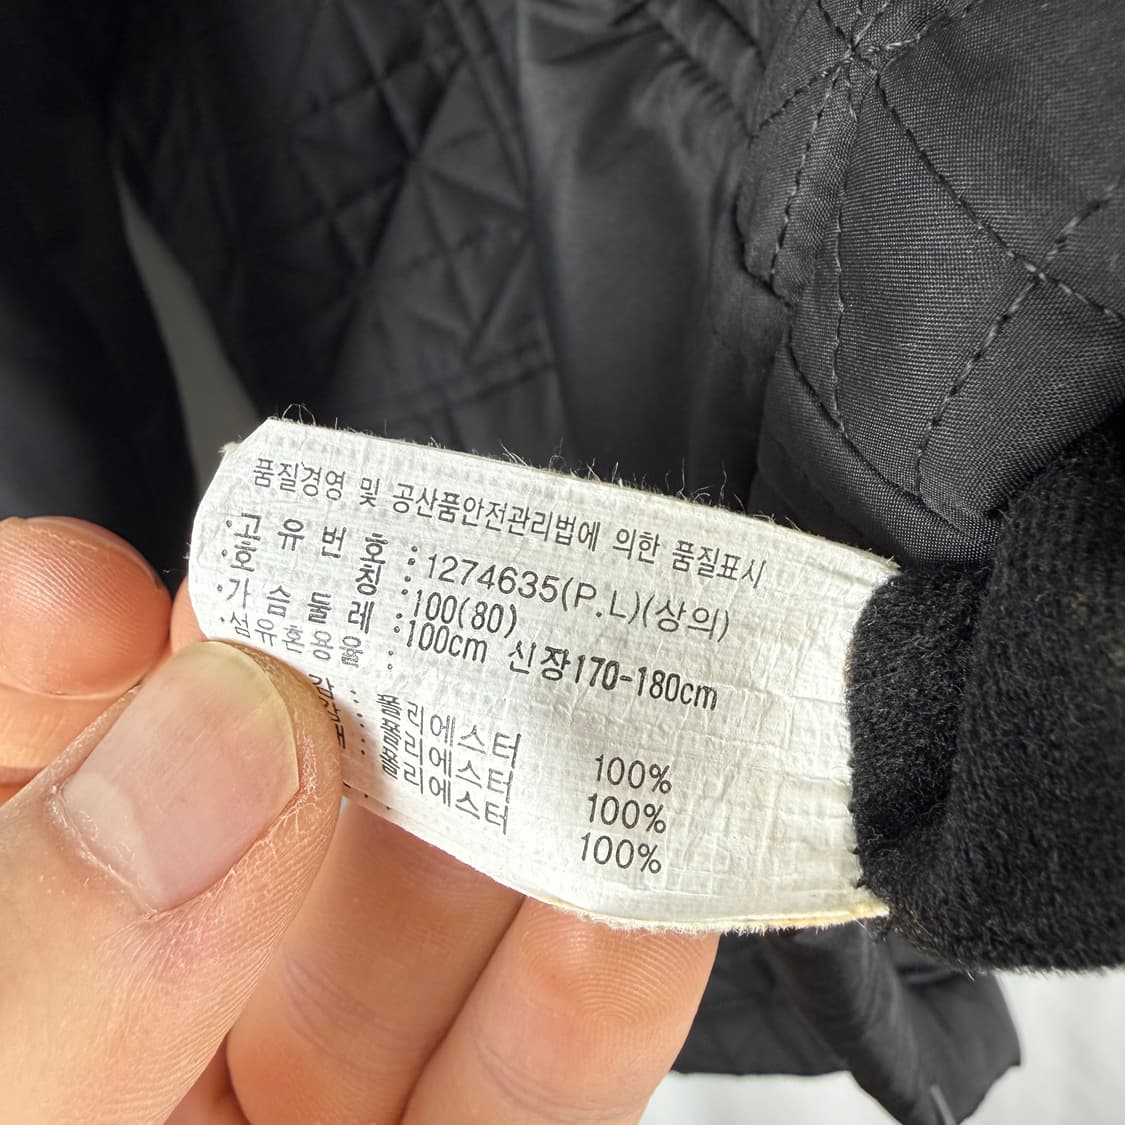 품질경영 및 공산품안전관리법에 의한 품질표시
·고 유 번 호 : 1274635(P.L)(상의)
·호 칭 : 100(80)
·가 슴 둘 레 : 100cm 신장170-180cm
·섬유혼용율 :
감 : 폴리에스터 100%
: 폴리에스터 100%
: 폴리에스터 100%